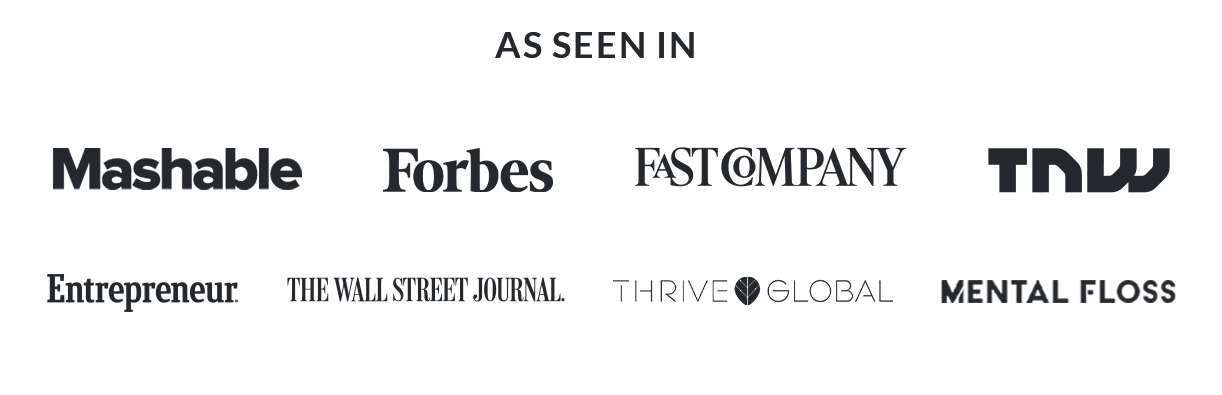 AS SEEN IN
Mashable Forbes FAST COMPANY TNW
Entrepreneur THE WALL STREET JOURNAL. THRIVE GLOBAL MENTAL FLOSS